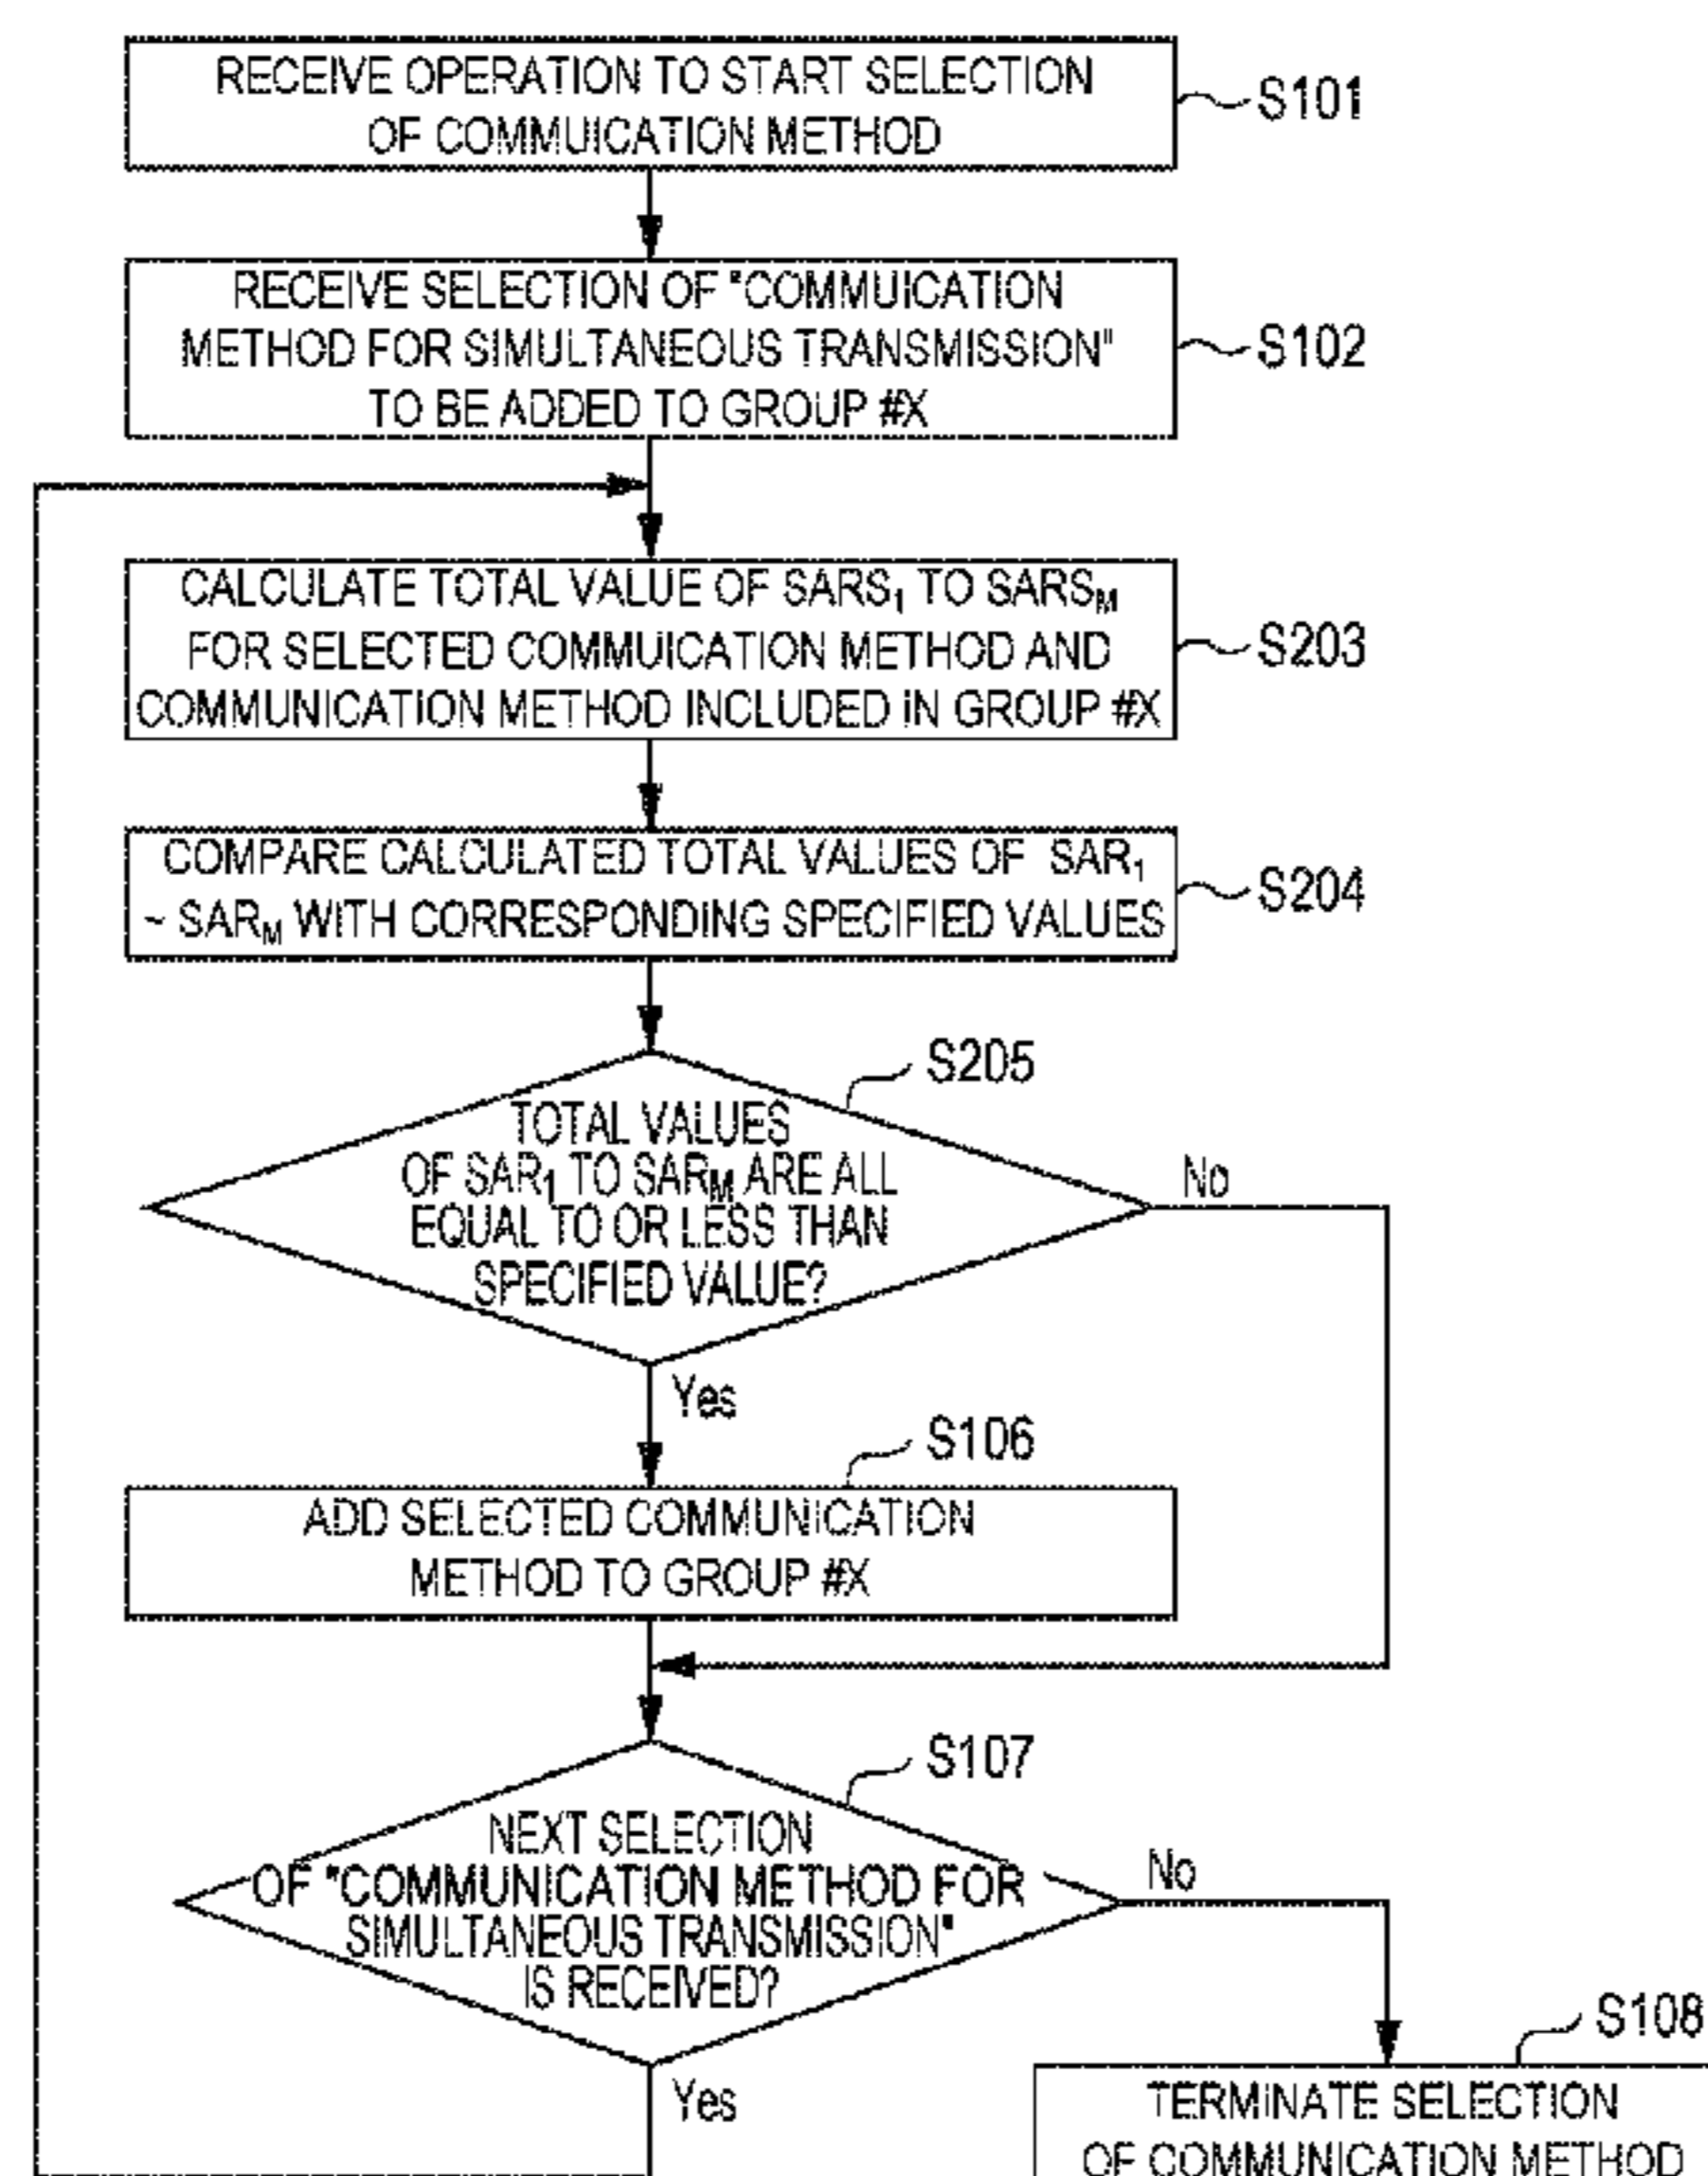 RECEIVE OPERATION TO START SELECTION
OF COMMUICATION METHOD
S101
RECEIVE SELECTION OF "COMMUICATION
METHOD FOR SIMULTANEOUS TRANSMISSION"
TO BE ADDED TO GROUP #X
S102
CALCULATE TOTAL VALUE OF SARS₁ TO SARSM
FOR SELECTED COMMUICATION METHOD AND
COMMUNICATION METHOD INCLUDED IN GROUP #X
S203
COMPARE CALCULATED TOTAL VALUES OF SAR₁
~ SARM WITH CORRESPONDING SPECIFIED VALUES
S204
S205
TOTAL VALUES
OF SAR₁ TO SARM ARE ALL
EQUAL TO OR LESS THAN
SPECIFIED VALUE?
No
Yes
S106
ADD SELECTED COMMUNICATION
METHOD TO GROUP #X
S107
NEXT SELECTION
OF "COMMUNICATION METHOD FOR
SIMULTANEOUS TRANSMISSION"
IS RECEIVED?
No
Yes
S108
TERMINATE SELECTION
OF COMMUNICATION METHOD